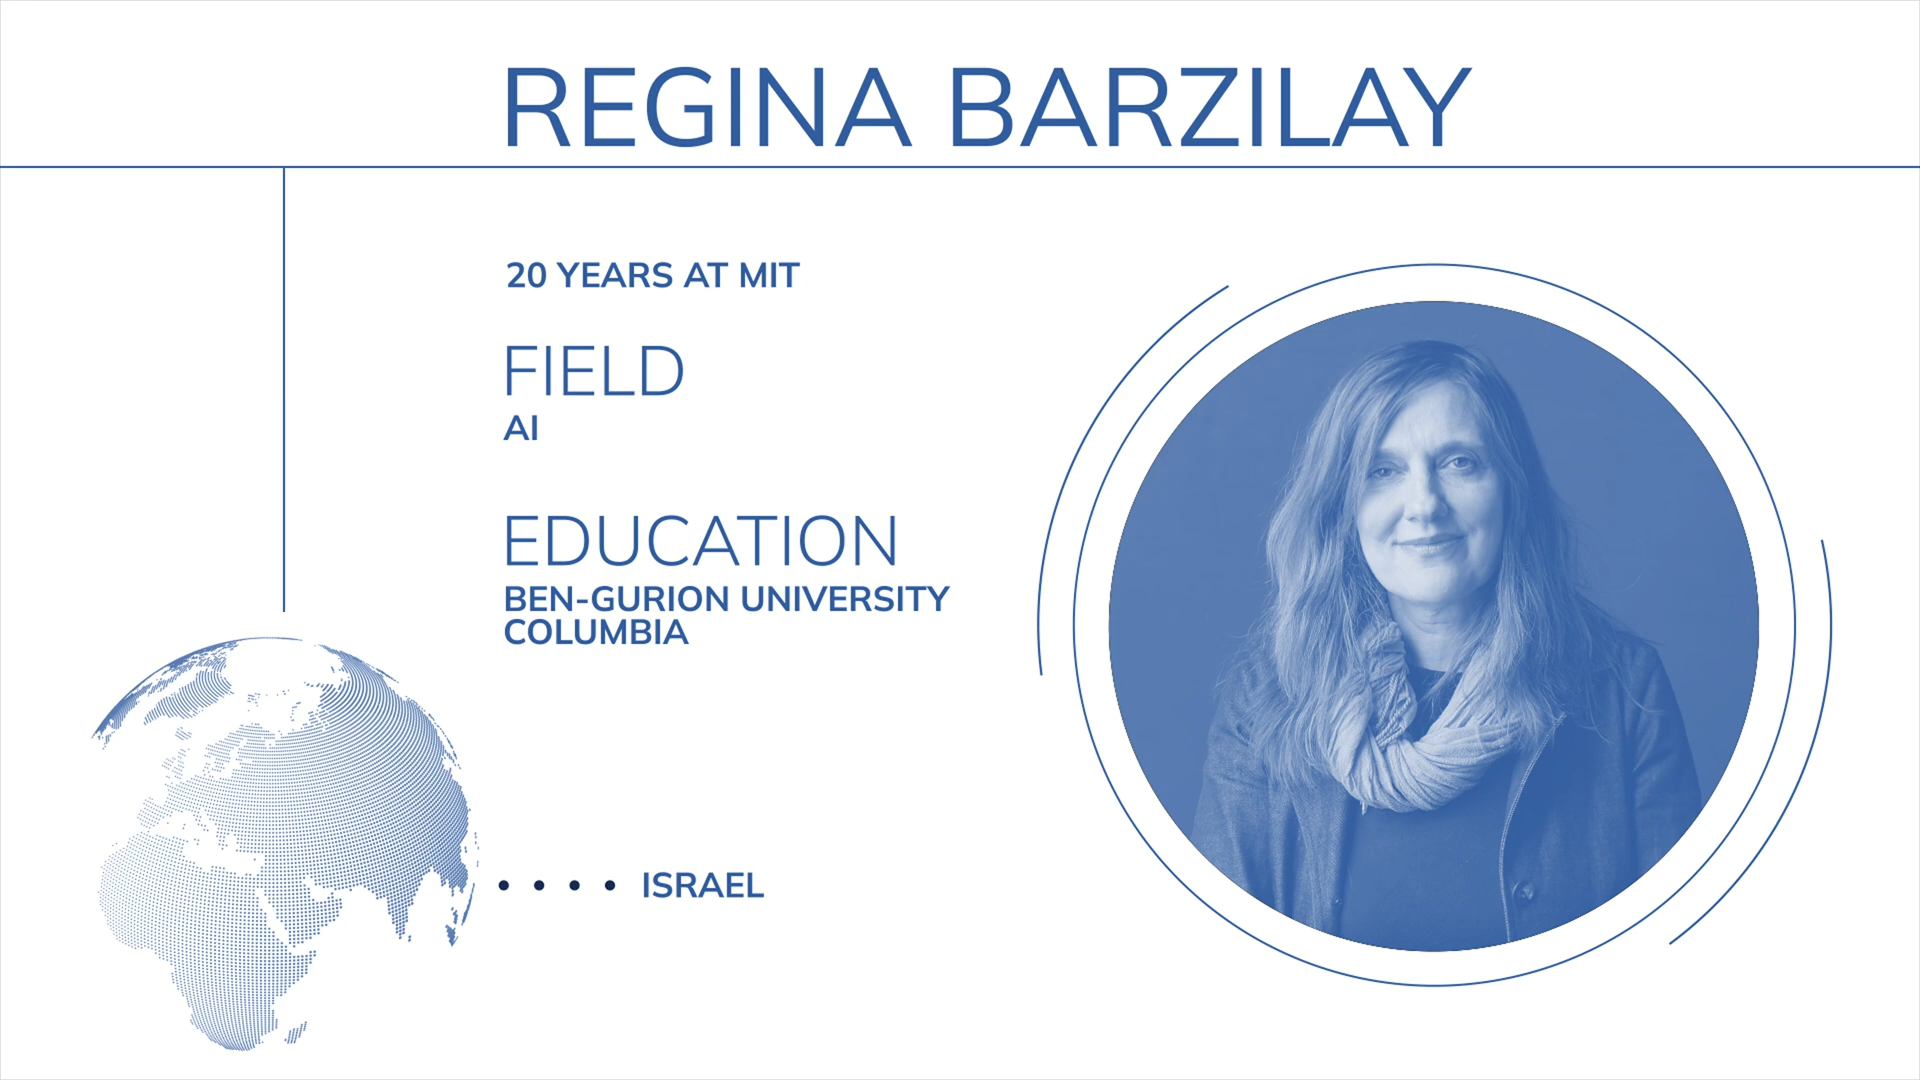 REGINA BARZILAY
20 YEARS AT MIT
FIELD
AI
EDUCATION
BEN-GURION UNIVERSITY
COLUMBIA
ISRAEL